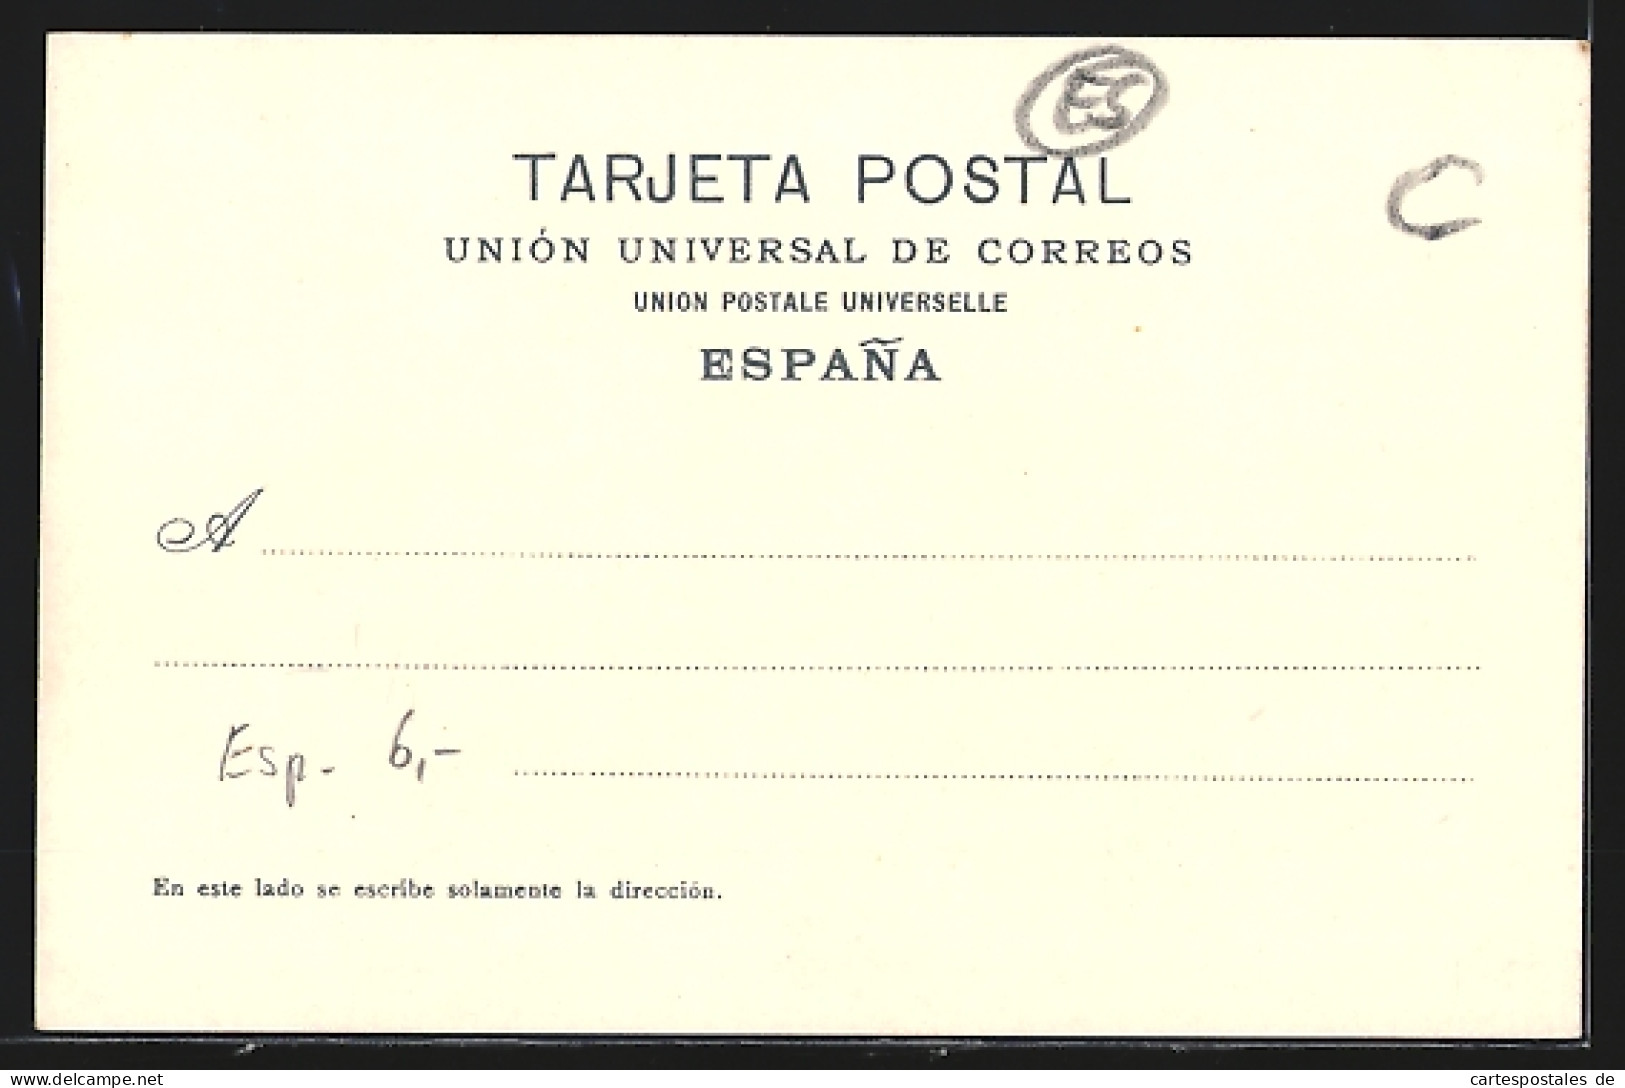 ES
C
TARJETA POSTAL
UNIÓN UNIVERSAL DE CORREOS
UNION POSTALE UNIVERSELLE
ESPAÑA
A
Esp. 6,-
En este lado se escribe solamente la dirección.
delcampe.net
cartespostales de